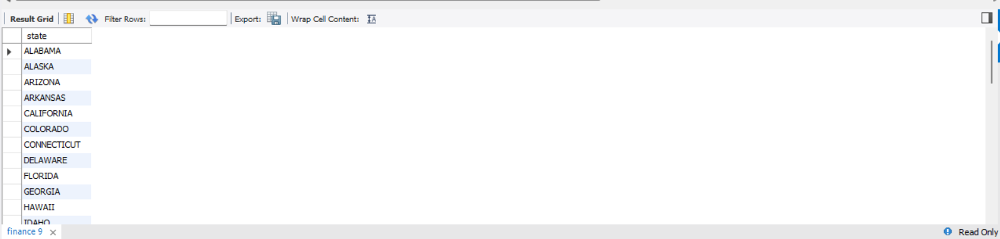 Result Grid Filter Rows: Export: Wrap Cell Content: IA
state
ALABAMA
ALASKA
ARIZONA
ARKANSAS
CALIFORNIA
COLORADO
CONNECTICUT
DELAWARE
FLORIDA
GEORGIA
HAWAII
IDAHO
finance 9 Read Only